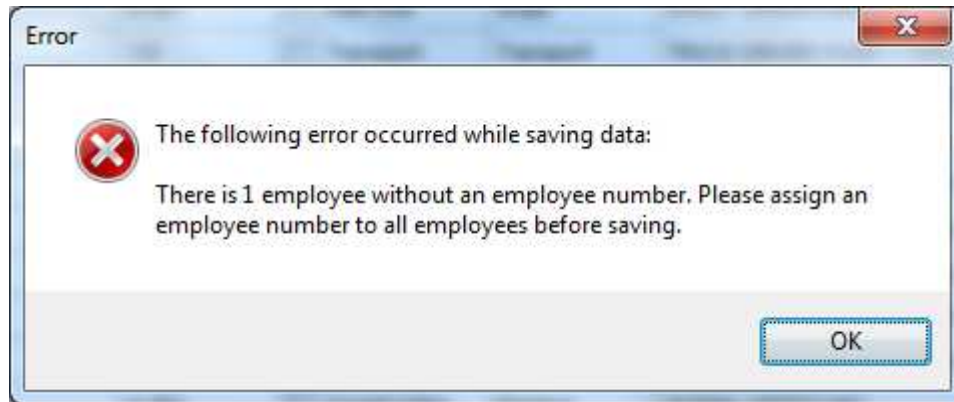 Error
The following error occurred while saving data:
There is 1 employee without an employee number. Please assign an
employee number to all employees before saving.
OK